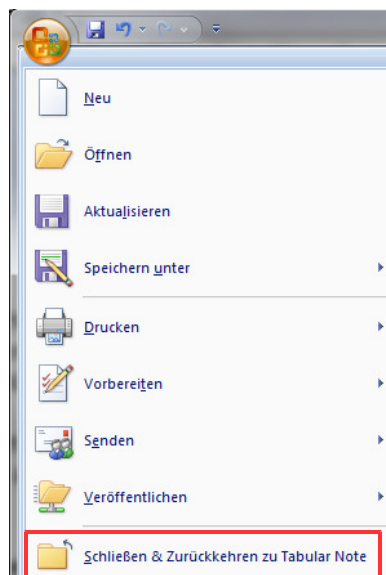 Neu
Öffnen
Aktualisieren
Speichern unter
Drucken
Vorbereiten
Senden
Veröffentlichen
Schließen & Zurückkehren zu Tabular Note